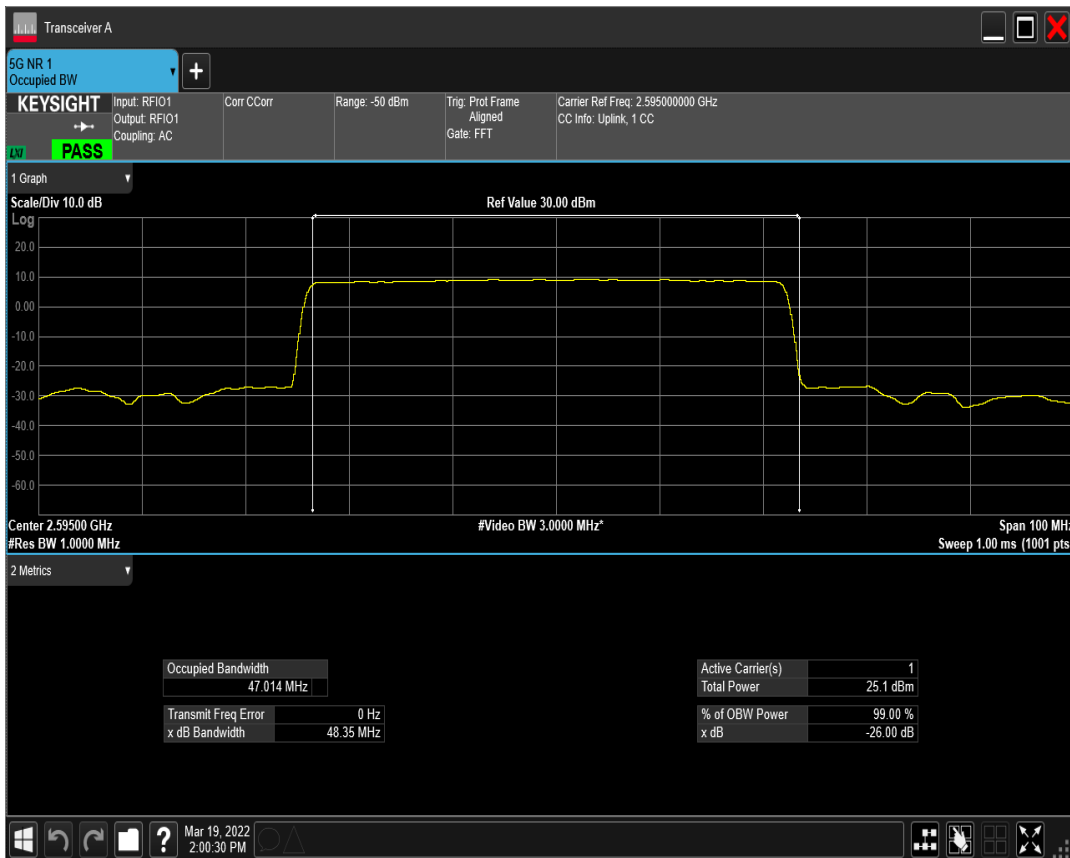 Transceiver A
5G NR 1
Occupied BW
+
KEYSIGHT
LXI
PASS
Input: RFIO1
Output: RFIO1
Coupling: AC
Corr CCorr
Range: -50 dBm
Trig: Prot Frame
Aligned
Gate: FFT
Carrier Ref Freq: 2.595000000 GHz
CC Info: Uplink, 1 CC
1 Graph
Scale/Div 10.0 dB
Ref Value 30.00 dBm
Log
20.0
10.0
0.00
-10.0
-20.0
-30.0
-40.0
-50.0
-60.0
Center 2.59500 GHz
#Video BW 3.0000 MHz*
Span 100 MHz
#Res BW 1.0000 MHz
Sweep 1.00 ms (1001 pts
2 Metrics
Occupied Bandwidth
47.014 MHz
Transmit Freq Error 0 Hz
x dB Bandwidth 48.35 MHz
Active Carrier(s) 1
Total Power 25.1 dBm
% of OBW Power 99.00 %
x dB -26.00 dB
?
Mar 19, 2022
2:00:30 PM